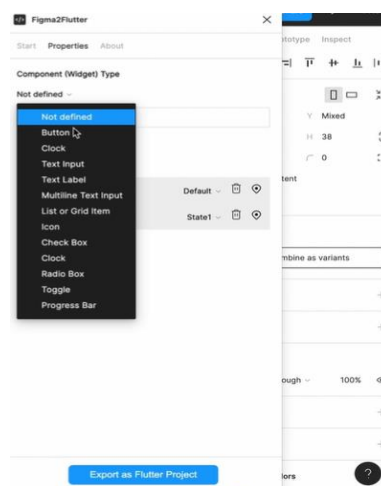 Figma2Flutter
Start Properties About
Component (Widget) Type
Not defined
Not defined
Button
Clock
Text Input
Text Label
Multiline Text Input
List or Grid Item
Icon
Check Box
Clock
Radio Box
Toggle
Progress Bar
Default
State1
Export as Flutter Project
ototype Inspect
Y Mixed
H 38
0
tent
mbine as variants
ough 100%
lors
?